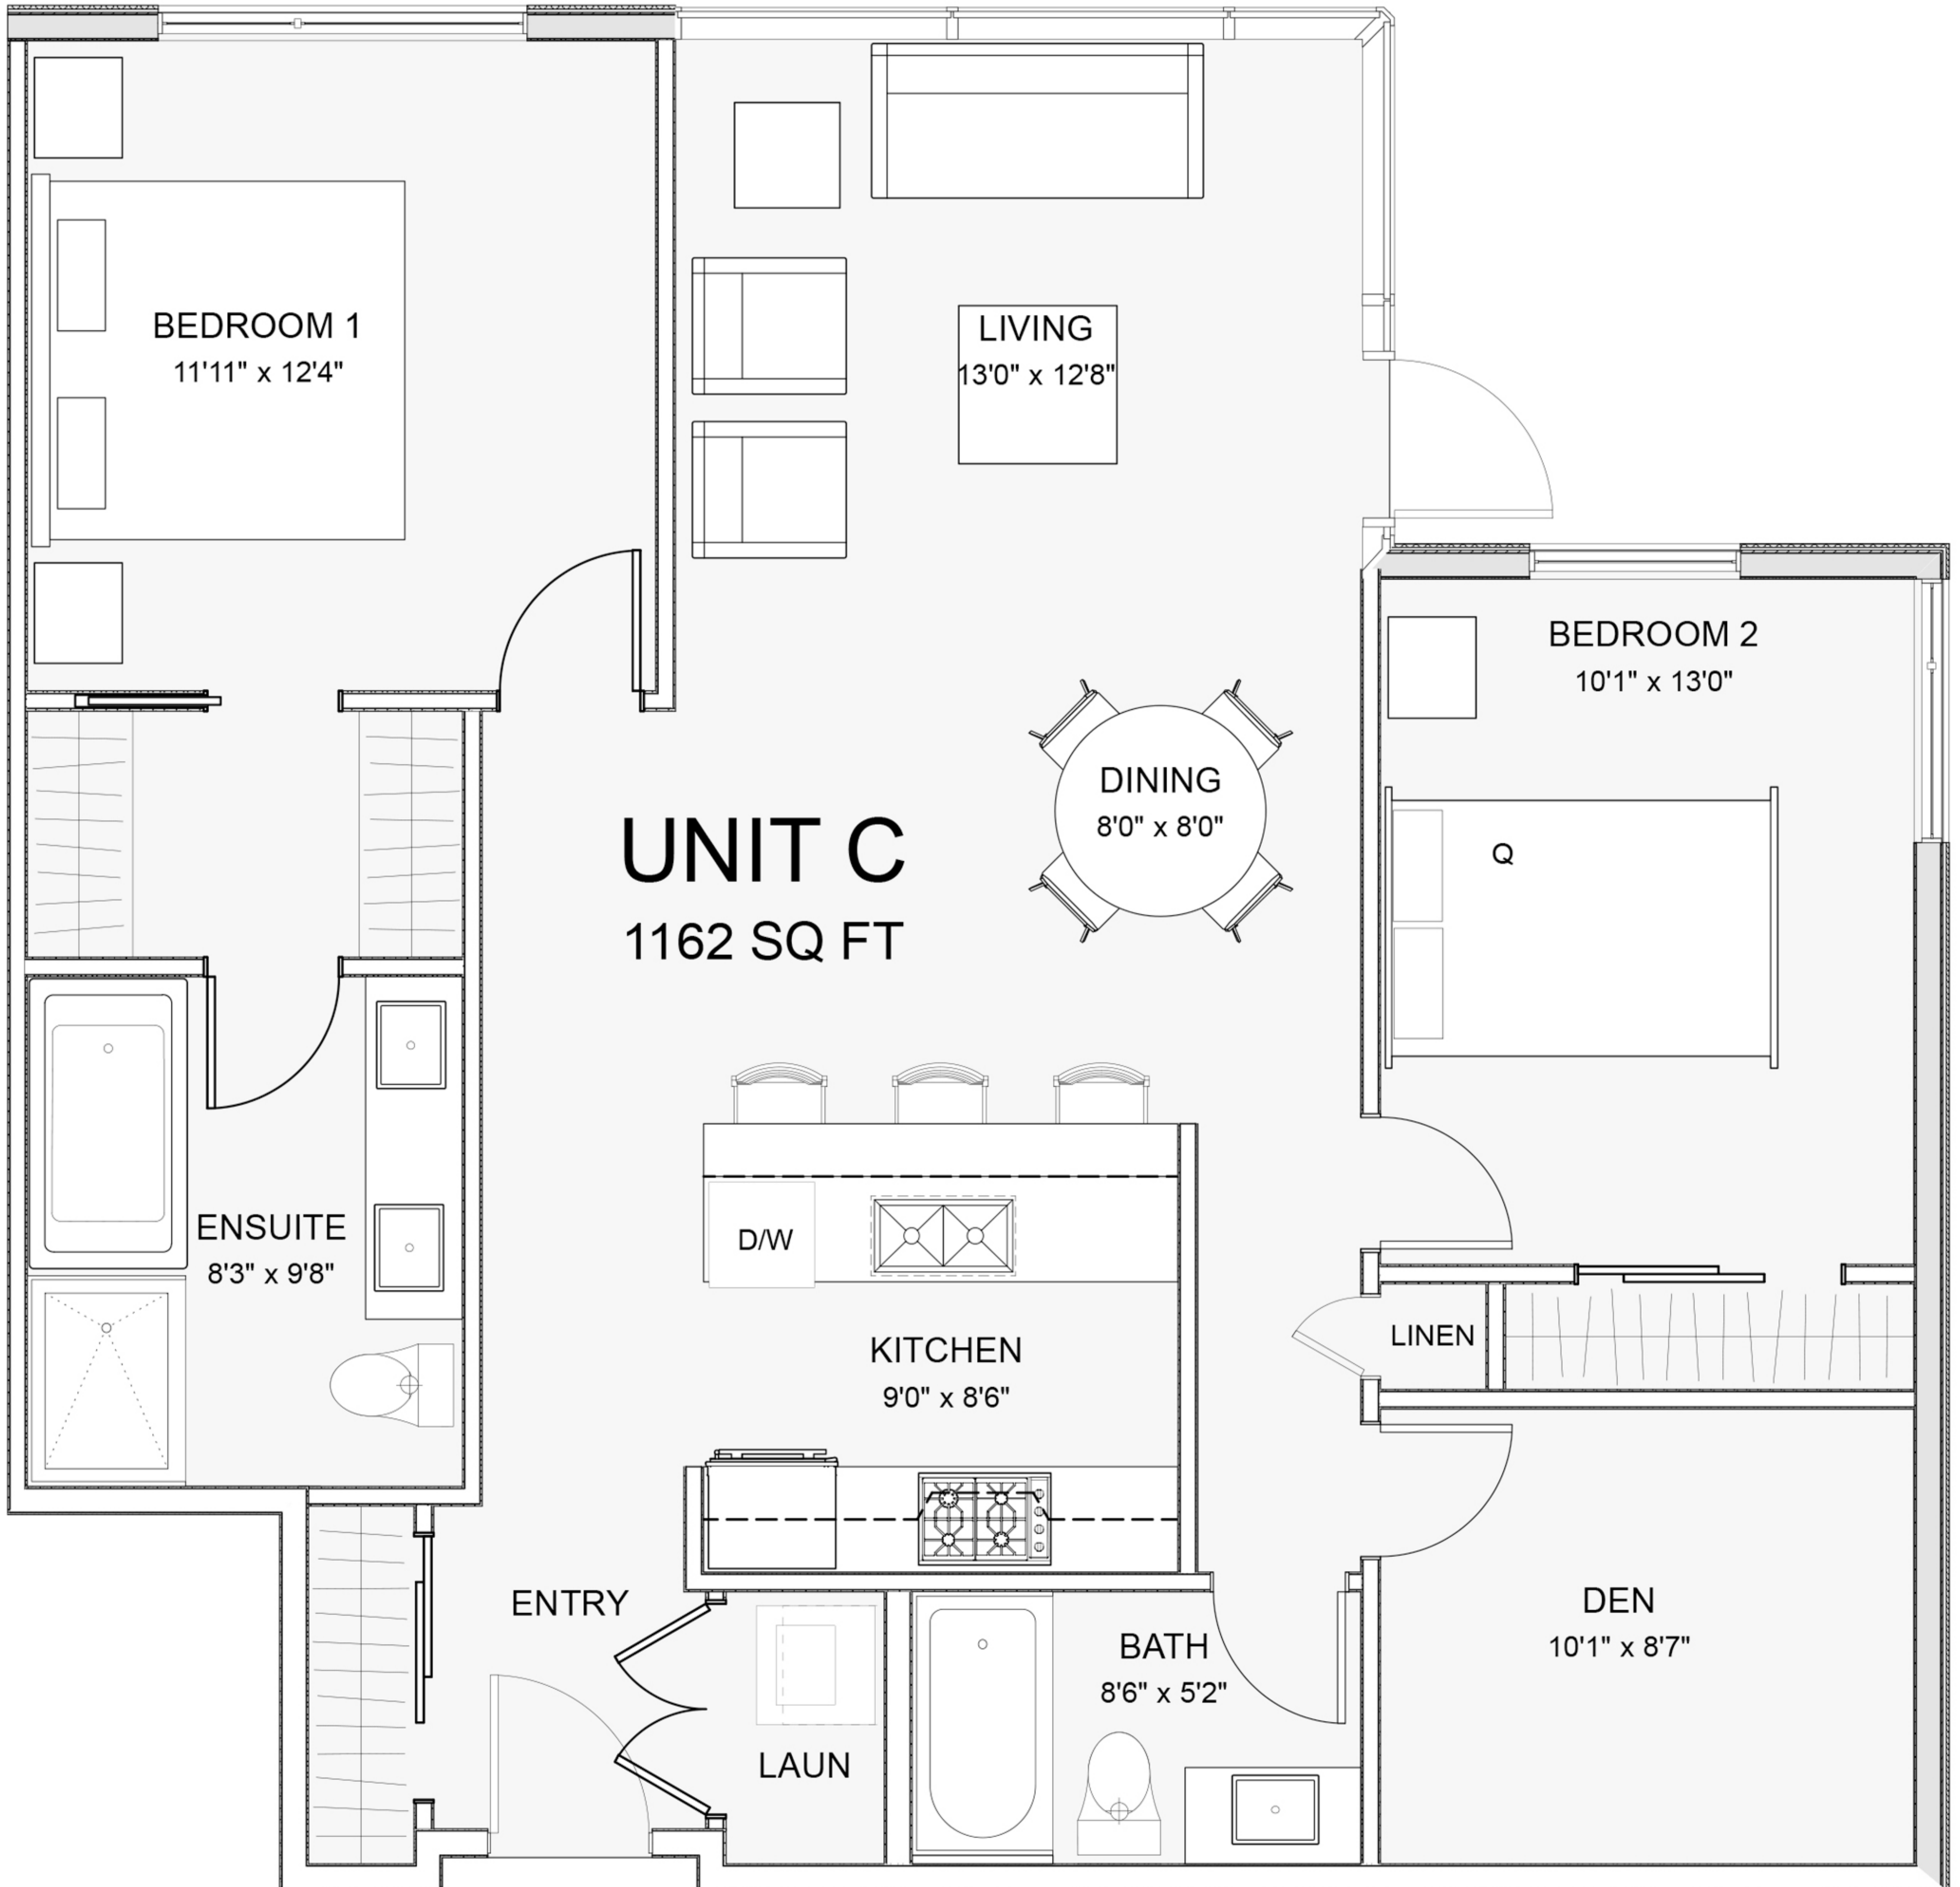 BEDROOM 1
11'11" x 12'4"
LIVING
13'0" x 12'8"
BEDROOM 2
10'1" x 13'0"
DINING
8'0" x 8'0"
UNIT C
1162 SQ FT
Q
ENSUITE
8'3" x 9'8"
D/W
KITCHEN
9'0" x 8'6"
LINEN
ENTRY
LAUN
BATH
8'6" x 5'2"
DEN
10'1" x 8'7"